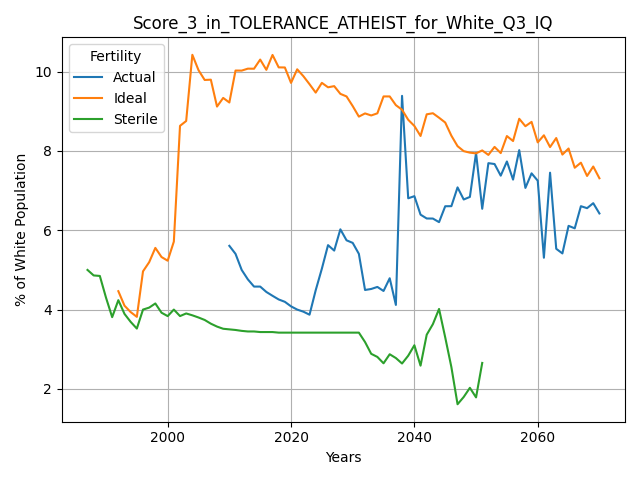 Score_3_in_TOLERANCE_ATHEIST_for_White_Q3_IQ
Fertility
Actual
Ideal
Sterile
% of White Population
10
8
6
4
2
2000
2020
2040
2060
Years